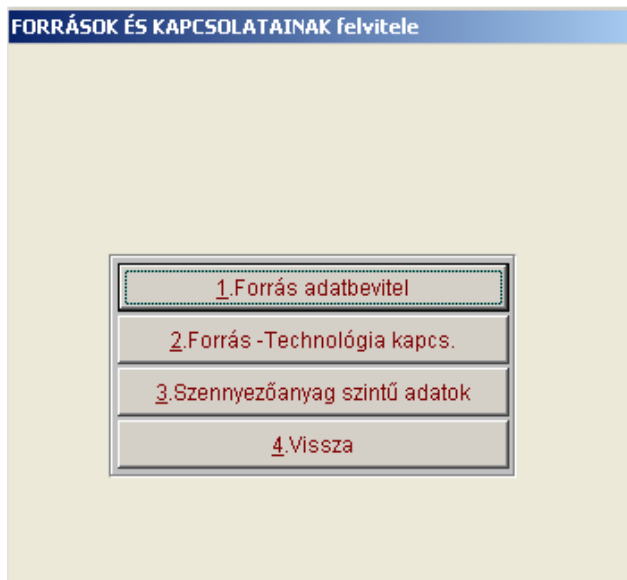 FORRÁSOK ÉS KAPCSOLATAINAK felvitele
1.Forrás adatbevitel
2.Forrás -Technológia kapcs.
3.Szennyezőanyag szintű adatok
4.Vissza